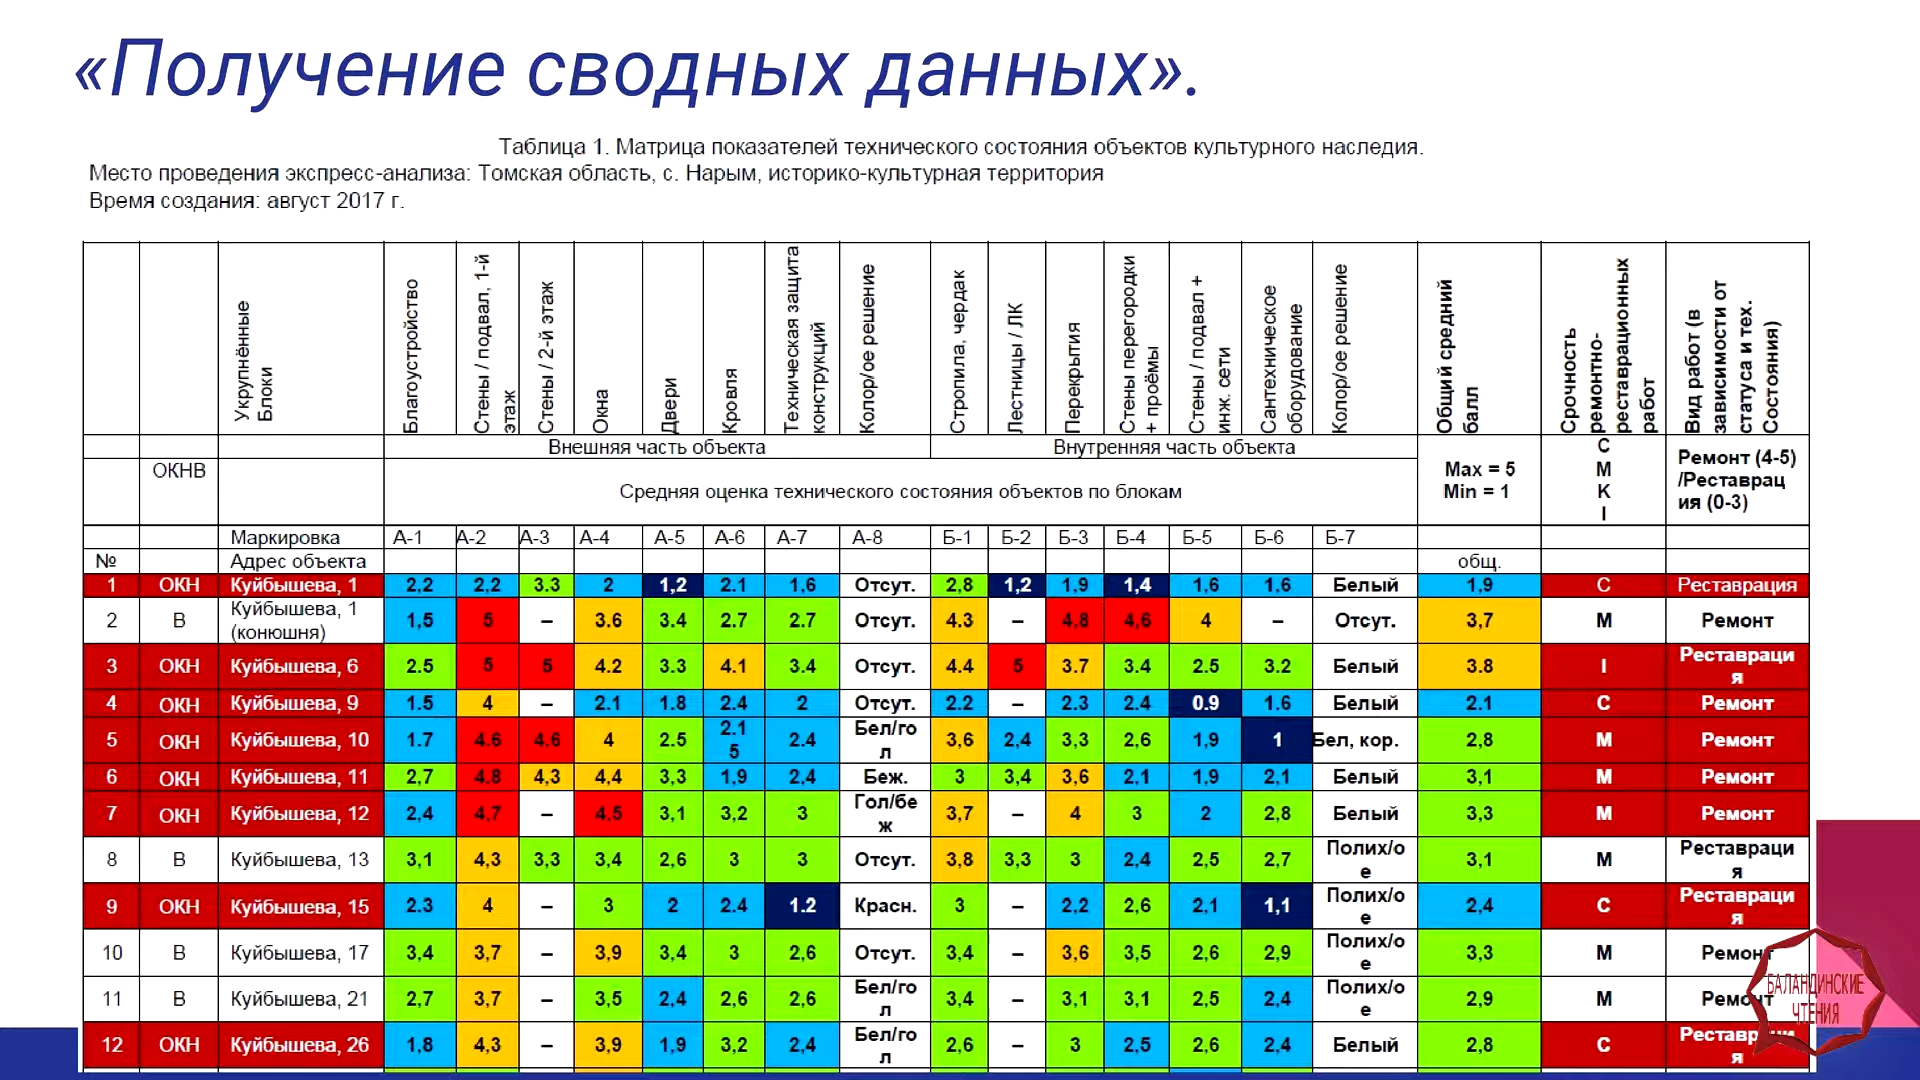 «Получение сводных данных».
Таблица 1. Матрица показателей технического состояния объектов культурного наследия.
Место проведения экспресс-анализа: Томская область, с. Нарым, историко-культурная территория
Время создания: август 2017 г.
Укрупнённые Блоки Благоустройство Стены / подвал, 1-й этаж Стены / 2-й этаж Окна Двери Кровля Техническая защита конструкций Колор/ое решение Стропила, чердак Лестницы / ЛК Перекрытия Стены перегородки + проёмы Стены / подвал + инж. сети Сантехническое оборудование Колор/ое решение Общий средний балл Срочность ремонтно-реставрационных работ Вид работ (в зависимости от статуса и тех. Состояния)
Внешняя часть объекта Внутренняя часть объекта
ОКНВ Средняя оценка технического состояния объектов по блокам Max = 5 Min = 1 С М К I Ремонт (4-5) /Реставрац ия (0-3)
Маркировка А-1 А-2 А-3 А-4 А-5 А-6 А-7 А-8 Б-1 Б-2 Б-3 Б-4 Б-5 Б-6 Б-7
№ Адрес объекта общ.
1 ОКН Куйбышева, 1 2,2 2,2 3.3 2 1,2 2.1 1,6 Отсут. 2,8 1,2 1,9 1,4 1,6 1,6 Белый 1,9 С Реставрация
2 В Куйбышева, 1 (конюшня) 1,5 5 – 3.6 3.4 2.7 2.7 Отсут. 4.3 – 4,8 4,6 4 – Отсут. 3,7 М Ремонт
3 ОКН Куйбышева, 6 2.5 5 5 4.2 3.3 4.1 3.4 Отсут. 4.4 5 3.7 3.4 2.5 3.2 Белый 3.8 I Реставраци я
4 ОКН Куйбышева, 9 1.5 4 – 2.1 1.8 2.4 2 Отсут. 2.2 – 2.3 2.4 0.9 1.6 Белый 2.1 С Ремонт
5 ОКН Куйбышева, 10 1.7 4.6 4.6 4 2.5 2.1 5 2.4 Бел/го л 3,6 2,4 3,3 2,6 1,9 1 Бел, кор. 2,8 М Ремонт
6 ОКН Куйбышева, 11 2,7 4.8 4,3 4,4 3,3 1,9 2,4 Беж. 3 3,4 3,6 2,1 1,9 2,1 Белый 3,1 М Ремонт
7 ОКН Куйбышева, 12 2,4 4,7 – 4,5 3,1 3,2 3 Гол/бе ж 3,7 – 4 3 2 2,8 Белый 3,3 М Ремонт
8 В Куйбышева, 13 3,1 4,3 3,3 3,4 2,6 3 3 Отсут. 3,8 3,3 3 2,4 2,5 2,7 Полих/о е 3,1 М Реставраци я
9 ОКН Куйбышева, 15 2.3 4 – 3 2 2.4 1.2 Красн. 3 – 2,2 2,6 2,1 1,1 Полих/о е 2,4 С Реставраци я
10 В Куйбышева, 17 3,4 3,7 – 3,9 3,4 3 2,6 Отсут. 3,4 – 3,6 3,5 2,6 2,9 Полих/о е 3,3 М Ремонт
11 В Куйбышева, 21 2,7 3,7 – 3,5 2,4 2,6 2,6 Бел/го л 3,4 – 3,1 3,1 2,5 2,4 Полих/о е 2,9 М Ремонт
12 ОКН Куйбышева, 26 1,8 4,3 – 3,9 1,9 3,2 2,4 Бел/го л 2,6 – 3 2,5 2,6 2,4 Белый 2,8 С Реставраци я
БАЛАНДИНСКИЕ
ЧТЕНИЯ